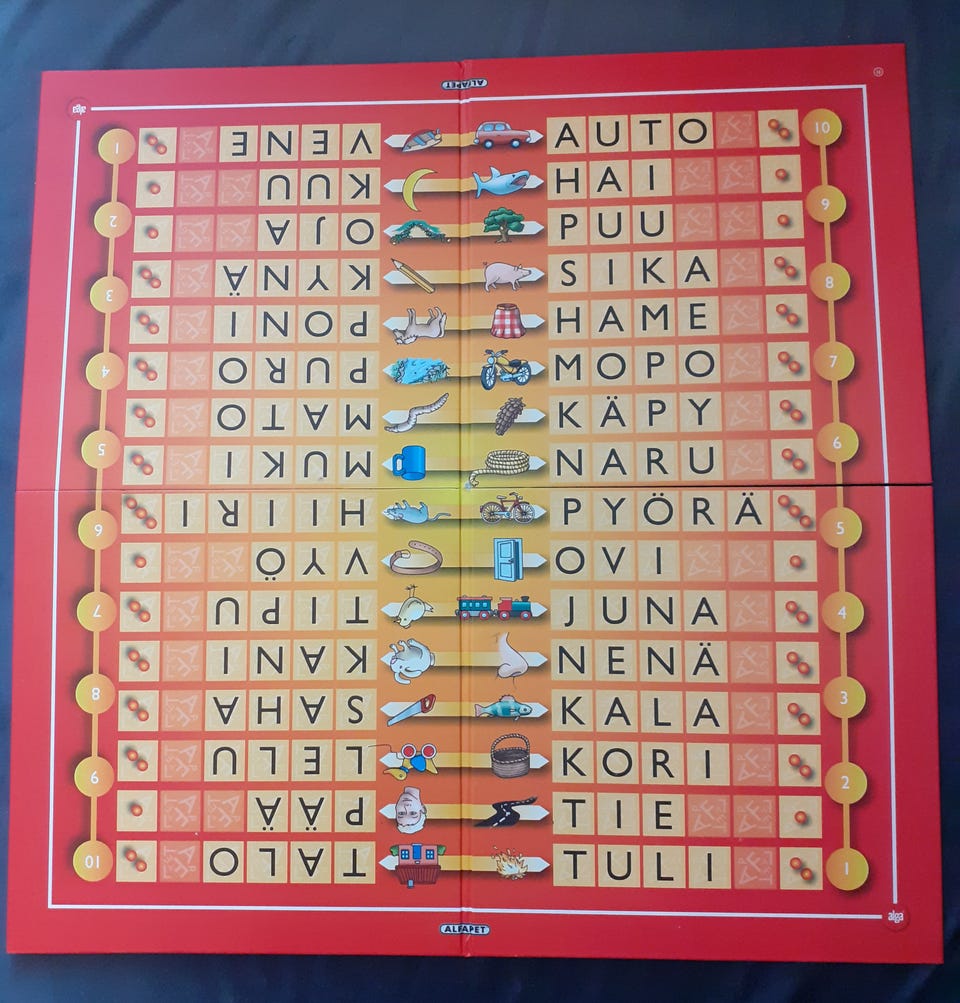 ALFAPET
AUTO
HAI
PUU
SIKA
HAME
MOPO
KÄPY
NARU
PYÖRÄ
OVI
JUNA
NENÄ
KALA
KORI
TIE
TULI
10
9
8
7
6
5
4
3
2
1
alga
ALFAPET
TALO
PÄÄ
LELU
SAHA
KANI
TIPU
VYÖ
HIIRI
MUKI
MATO
PURO
PONI
KYNÄ
OJA
KUU
VENE
10
9
8
7
6
5
4
3
2
1
alga